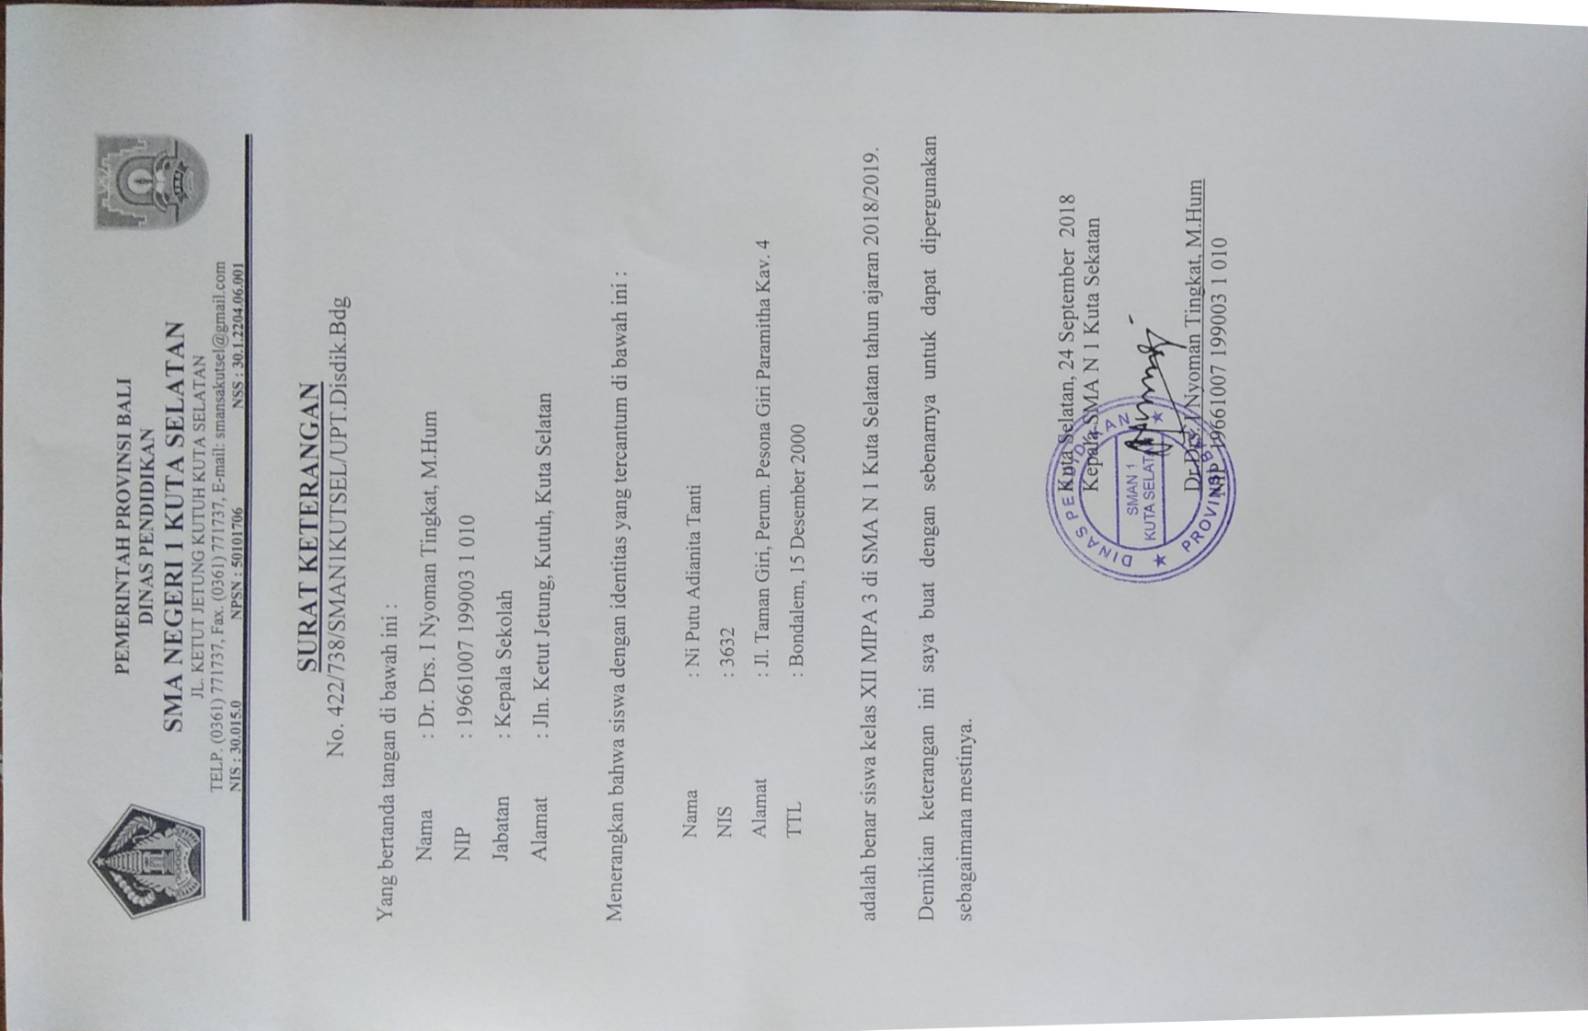 PEMERINTAH PROVINSI BALI
DINAS PENDIDIKAN
SMA NEGERI 1 KUTA SELATAN
JL. KETUT JETUNG KUTUH KUTA SELATAN
TELP. (0361) 771737, Fax. (0361) 771737, E-mail: smansakutsel@gmail.com
NIS : 30.015.0 NPSN : 50101706 NSS : 30.1.2204.06.001
SURAT KETERANGAN
No. 422/738/SMAN1KUTSEL/UPT.Disdik.Bdg
Yang bertanda tangan di bawah ini :
Nama : Dr. Drs. I Nyoman Tingkat, M.Hum
NIP : 19661007 199003 1 010
Jabatan : Kepala Sekolah
Alamat : Jln. Ketut Jetung, Kutuh, Kuta Selatan
Menerangkan bahwa siswa dengan identitas yang tercantum di bawah ini :
Nama : Ni Putu Adianita Tanti
NIS : 3632
Alamat : Jl. Taman Giri, Perum. Pesona Giri Paramitha Kav. 4
TTL : Bondalem, 15 Desember 2000
adalah benar siswa kelas XII MIPA 3 di SMA N 1 Kuta Selatan tahun ajaran 2018/2019.
Demikian keterangan ini saya buat dengan sebenarnya untuk dapat dipergunakan
sebagaimana mestinya.
Kuta Selatan, 24 September 2018
Kepala SMA N 1 Kuta Sekatan
DINAS PENDIDIKAN
SMAN 1
KUTA SELATAN
PROVINSI BALI
Dr. Drs. I Nyoman Tingkat, M.Hum
NIP. 19661007 199003 1 010